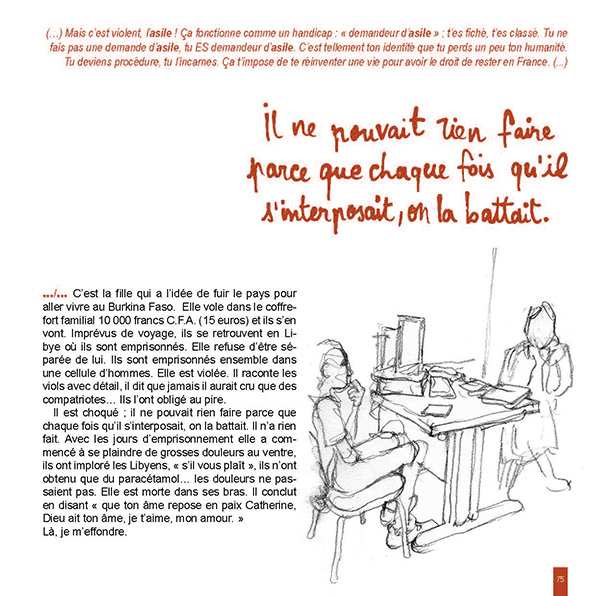 (...) Mais c'est violent, l'asile ! Ça fonctionne comme un handicap : « demandeur d'asile » ; t'es fiché, t'es classé. Tu ne
fais pas une demande d'asile, tu ES demandeur d'asile. C'est tellement ton identité que tu perds un peu ton humanité.
Tu deviens procédure, tu l'incarnes. Ça t'impose de te réinventer une vie pour avoir le droit de rester en France. (...)
Il ne pouvait rien faire
parce que chaque fois qu'il
s'interposait, on la battait.
.../... C'est la fille qui a l'idée de fuir le pays pour
aller vivre au Burkina Faso. Elle vole dans le coffre-
fort familial 10 000 francs C.F.A. (15 euros) et ils s'en
vont. Imprévus de voyage, ils se retrouvent en Li-
bye où ils sont emprisonnés. Elle refuse d'être sé-
parée de lui. Ils sont emprisonnés ensemble dans
une cellule d'hommes. Elle est violée. Il raconte les
viols avec détail, il dit que jamais il aurait cru que des
compatriotes... Ils l'ont obligé au pire.
Il est choqué ; il ne pouvait rien faire parce que
chaque fois qu'il s'interposait, on la battait. Il n'a rien
fait. Avec les jours d'emprisonnement elle a com-
mencé à se plaindre de grosses douleurs au ventre,
ils ont imploré les Libyens, « s'il vous plaît », ils n'ont
obtenu que du paracétamol... les douleurs ne pas-
saient pas. Elle est morte dans ses bras. Il conclut
en disant « que ton âme repose en paix Catherine,
Dieu ait ton âme, je t'aime, mon amour. »
Là, je m'effondre.
75